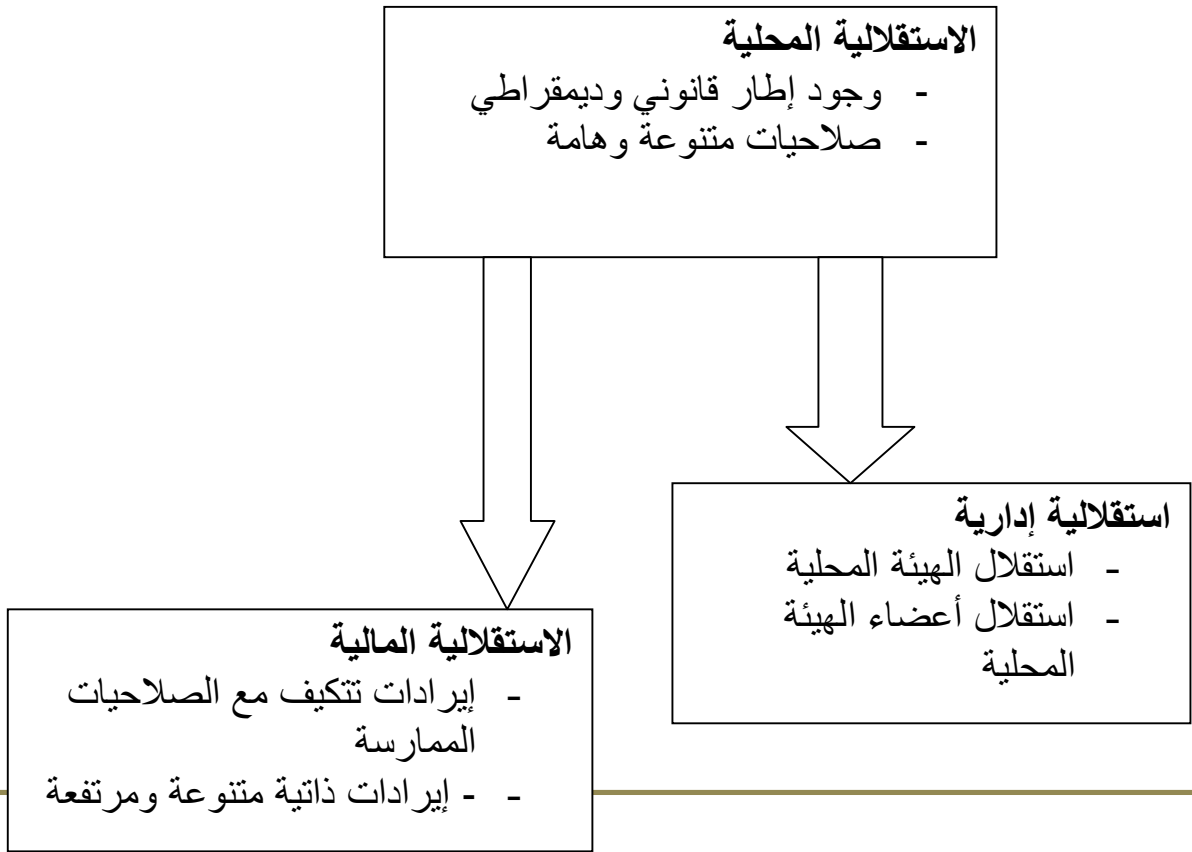 الاستقلالية المحلية
- وجود إطار قانوني وديمقراطي
- صلاحيات متنوعة وهامة
استقلالية إدارية
- استقلال الهيئة المحلية
- استقلال أعضاء الهيئة
المحلية
الاستقلالية المالية
- إيرادات تتكيف مع الصلاحيات
الممارسة
- - إيرادات ذاتية متنوعة ومرتفعة